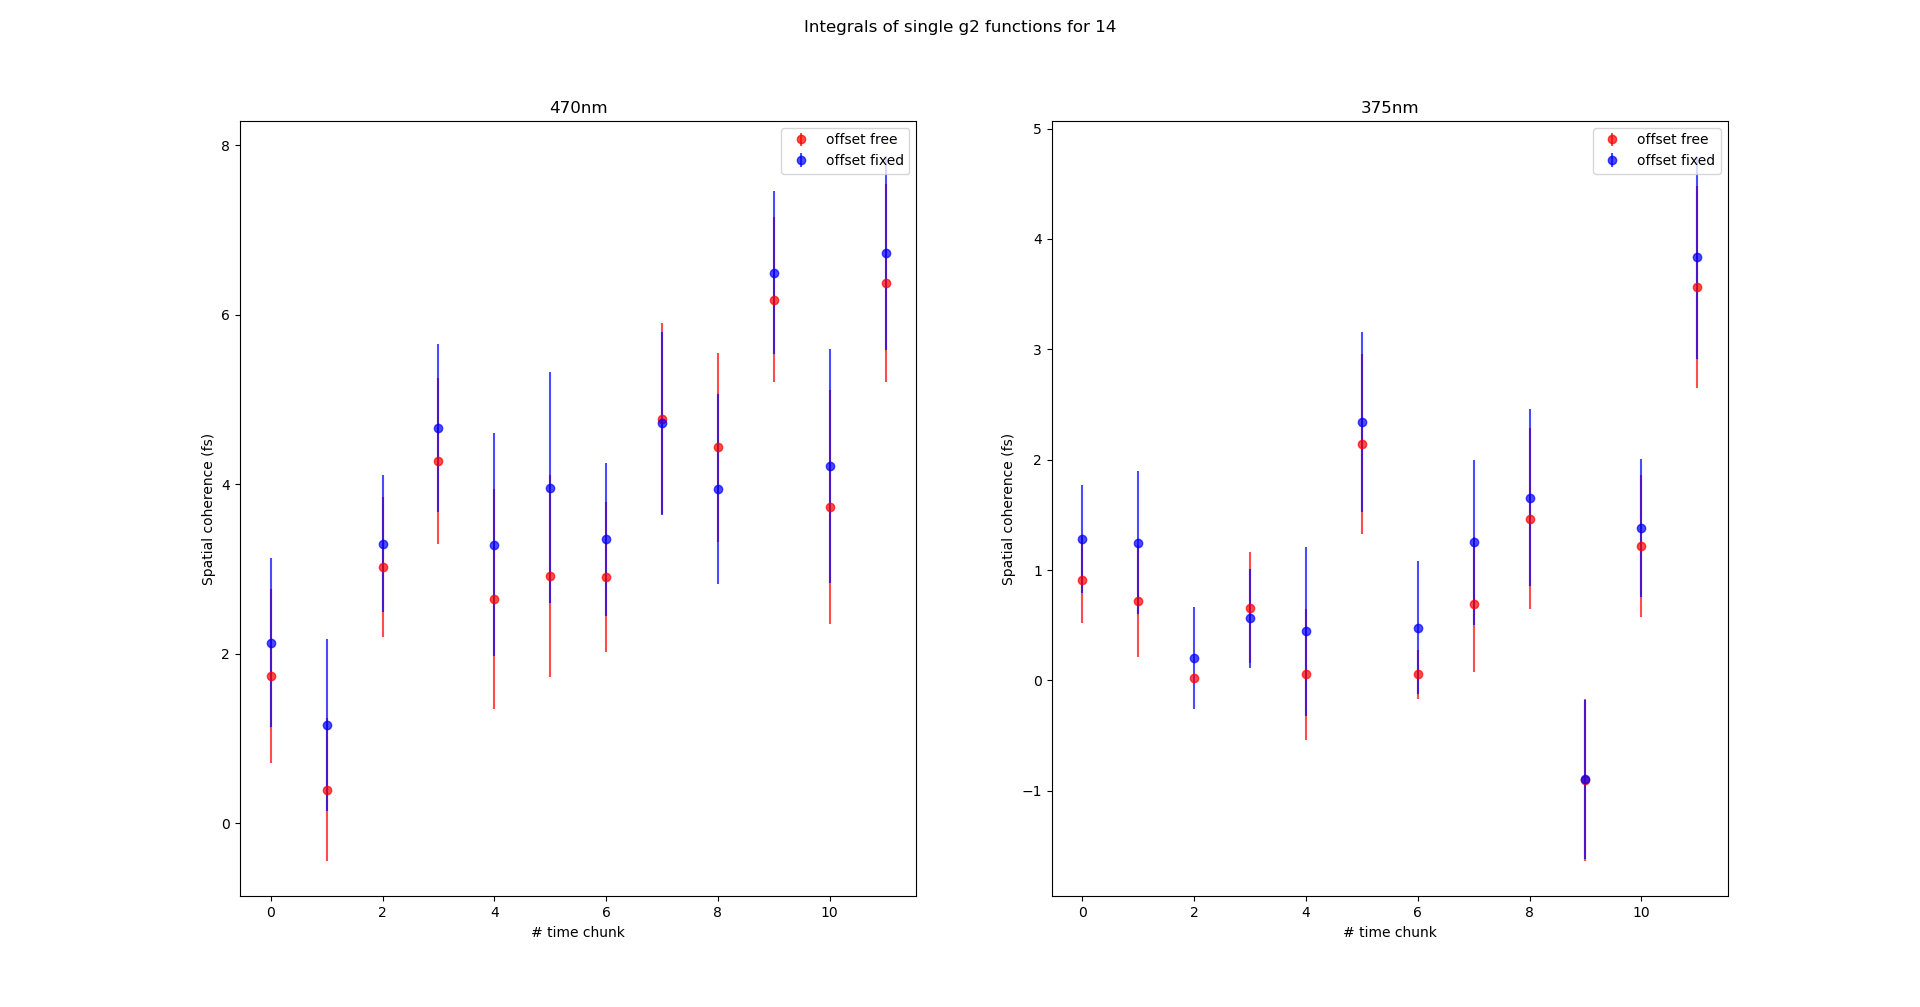 Integrals of single g2 functions for 14
470nm
offset free
offset fixed
8
6
4
2
0
Spatial coherence (fs)
0 2 4 6 8 10
# time chunk
375nm
offset free
offset fixed
5
4
3
2
1
0
−1
Spatial coherence (fs)
0 2 4 6 8 10
# time chunk